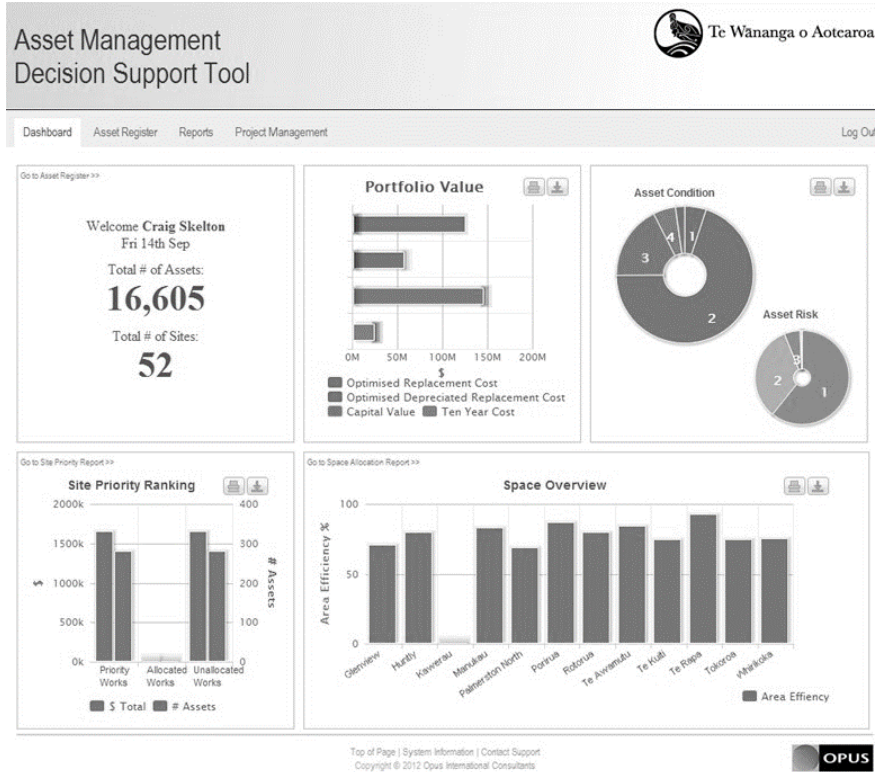 Asset Management
Decision Support Tool
Te Wānanga o Aotearoa
Dashboard Asset Register Reports Project Management Log Out
Go to Asset Register >>
Welcome Craig Skelton
Fri 14th Sep
Total # of Assets:
16,605
Total # of Sites:
52
Portfolio Value
0M 50M 100M 150M 200M
$
Optimised Replacement Cost
Optimised Depreciated Replacement Cost
Capital Value Ten Year Cost
Asset Condition
4 1
3
2
Asset Risk
3
2 1
Go to Site Priority Report >>
Site Priority Ranking
2000k 400
1500k 300
$ 1000k 200 # Assets
500k 100
0k 0
Priority Allocated Unallocated
Works Works Works
$ Total # Assets
Go to Space Allocation Report >>
Space Overview
Area Efficiency %
100
50
0
Glenview Huntly Kawerau Manukau Palmerston North Porirua Rotorua Te Awamutu Te Kuiti Te Rapa Tokoroa Whirikoka
Area Effiency
Top of Page | System Information | Contact Support
Copyright © 2012 Opus International Consultants
OPUS